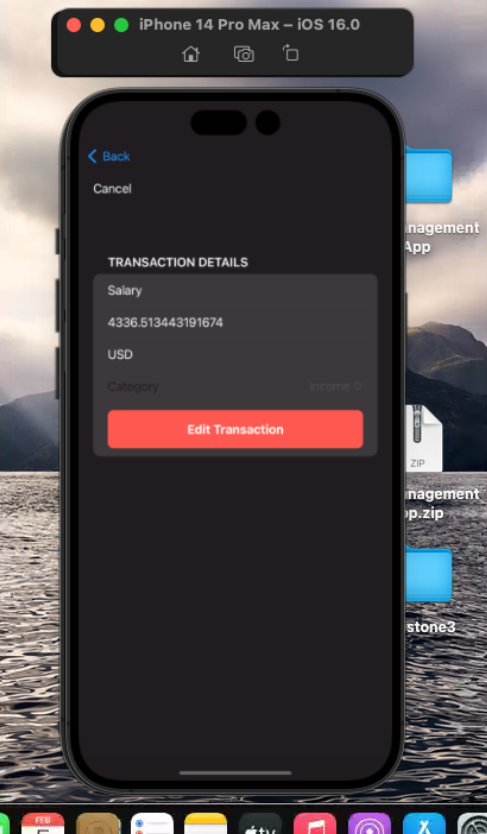 iPhone 14 Pro Max – iOS 16.0
Back
Cancel
TRANSACTION DETAILS
Salary
4336.513443191674
USD
Category
Income
Edit Transaction
nagement
App
ZIP
nagement
pp.zip
stone3
FEB
tv